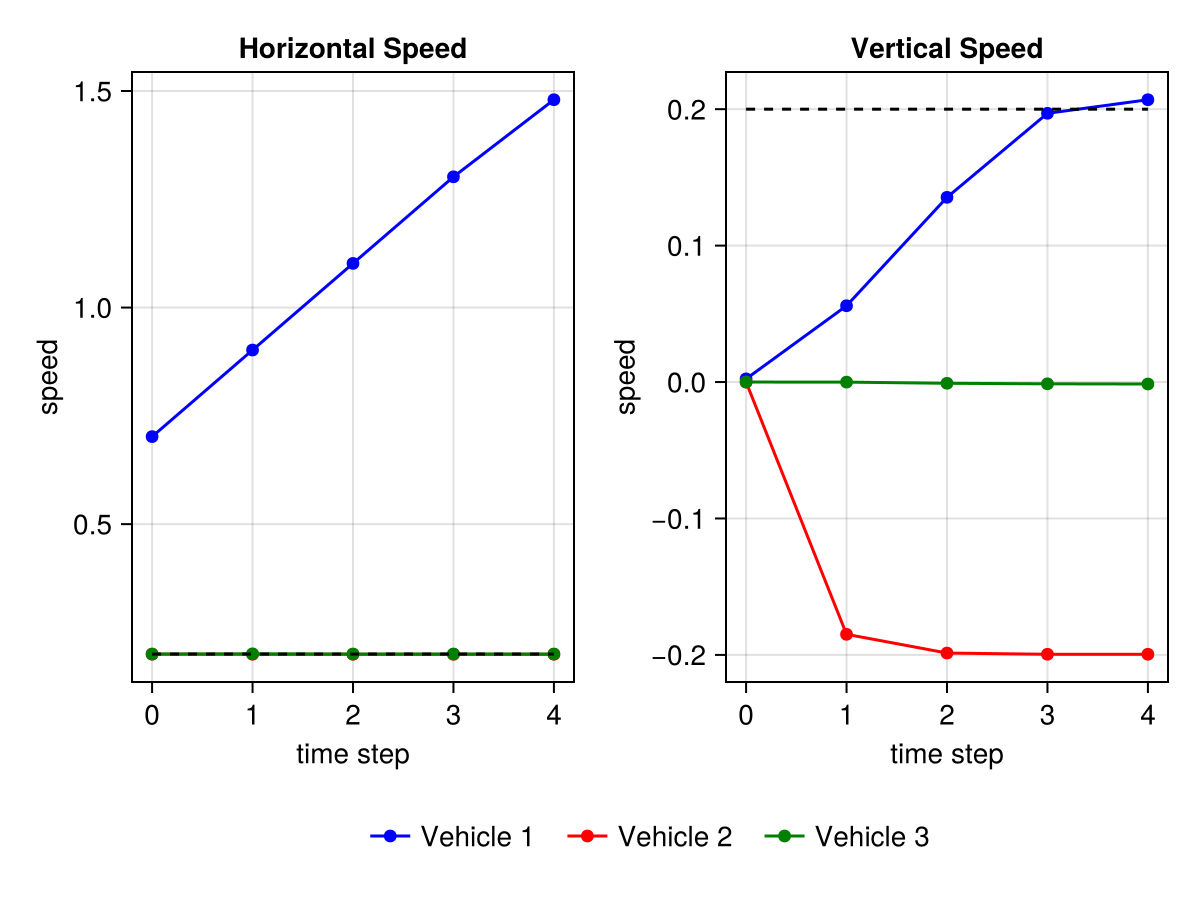 Horizontal Speed
1.5
1.0
0.5
speed
0 1 2 3 4
time step
Vertical Speed
0.2
0.1
0.0
−0.1
−0.2
speed
0 1 2 3 4
time step
Vehicle 1 Vehicle 2 Vehicle 3